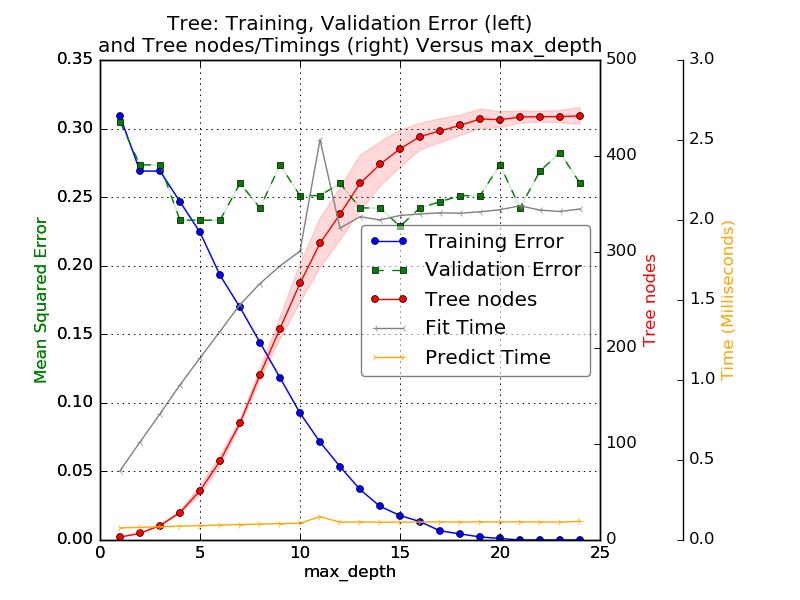 Tree: Training, Validation Error (left)
and Tree nodes/Timings (right) Versus max_depth
Mean Squared Error
0.35
0.30
0.25
0.20
0.15
0.10
0.05
0.00
0
5
10
15
20
25
max_depth
500
400
300
200
100
0
Tree nodes
3.0
2.5
2.0
1.5
1.0
0.5
0.0
Time (Milliseconds)
Training Error
Validation Error
Tree nodes
Fit Time
Predict Time